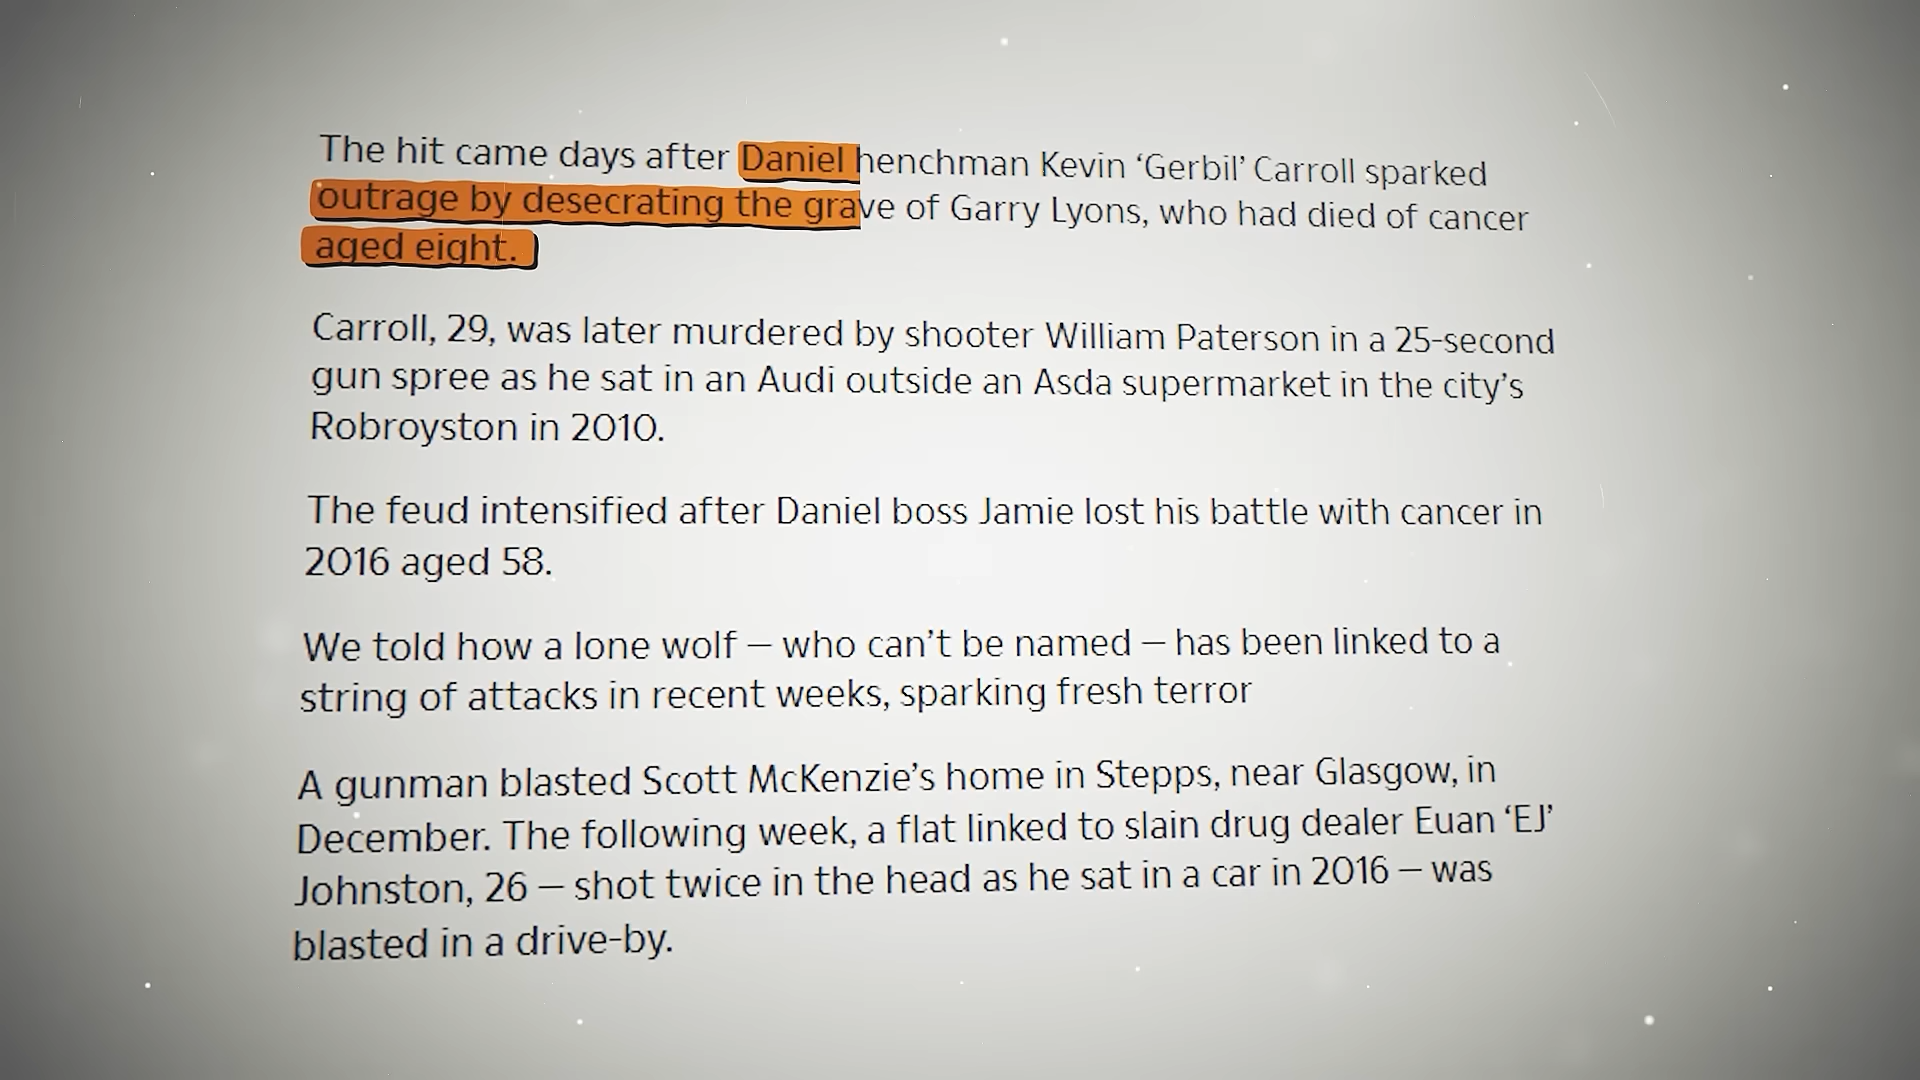 The hit came days after Daniel henchman Kevin ‘Gerbil’ Carroll sparked
outrage by desecrating the grave of Garry Lyons, who had died of cancer
aged eight.
Carroll, 29, was later murdered by shooter William Paterson in a 25-second
gun spree as he sat in an Audi outside an Asda supermarket in the city’s
Robroyston in 2010.
The feud intensified after Daniel boss Jamie lost his battle with cancer in
2016 aged 58.
We told how a lone wolf – who can’t be named – has been linked to a
string of attacks in recent weeks, sparking fresh terror
A gunman blasted Scott McKenzie’s home in Stepps, near Glasgow, in
December. The following week, a flat linked to slain drug dealer Euan ‘EJ’
Johnston, 26 – shot twice in the head as he sat in a car in 2016 – was
blasted in a drive-by.